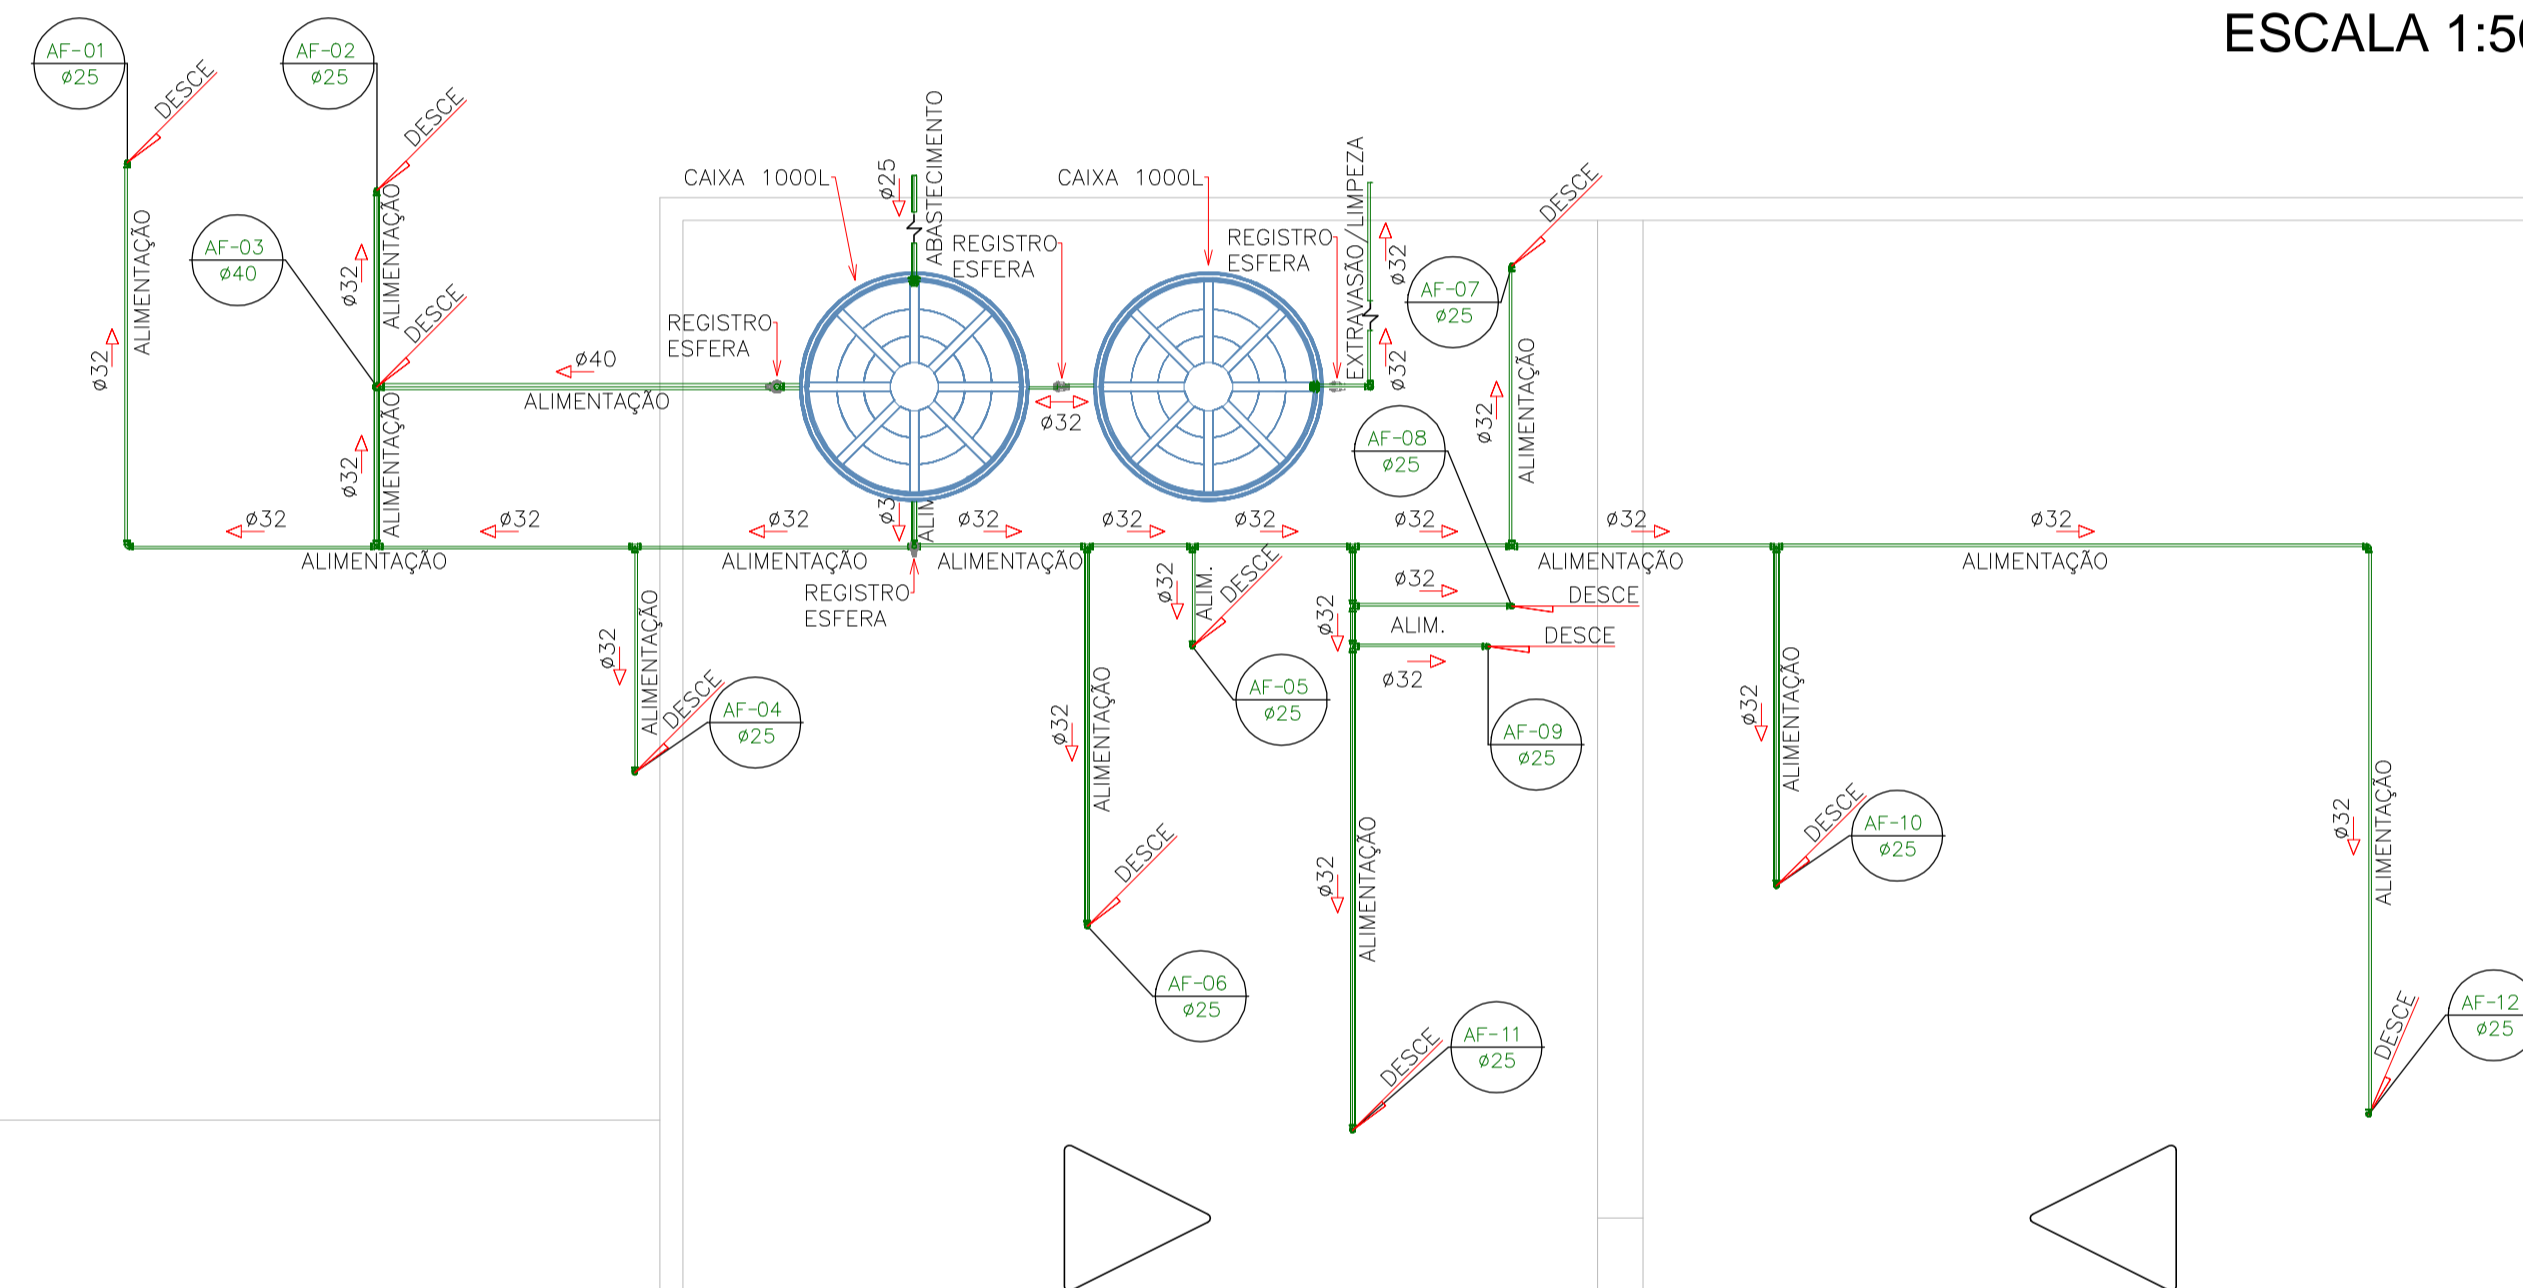 ESCALA 1:5
AF-01
ø25
DESCE
AF-02
ø25
DESCE
ABASTECIMENTO
ø25
CAIXA 1000L
CAIXA 1000L
EXTRAVASÃO/LIMPEZA
ø32
ø32
DESCE
ALIMENTAÇÃO
ø32
ALIMENTAÇÃO
ø32
AF-03
ø40
DESCE
REGISTRO
ESFERA
REGISTRO
ESFERA
REGISTRO
ESFERA
AF-07
ø25
ø40
ALIMENTAÇÃO
ø32
ALIMENTAÇÃO
ø32
AF-08
ø25
ø32
ALIMENTAÇÃO
ø32
ø32
ø32
ø32
ø32
ø32
ø32
ø32
ø32
ALIMENTAÇÃO
ALIMENTAÇÃO
ALIMENTAÇÃO
ALIMENTAÇÃO
ALIMENTAÇÃO
REGISTRO
ESFERA
ø32
ALIM.
DESCE
ø32
DESCE
ø32
ALIM.
DESCE
ø32
ø32
ALIMENTAÇÃO
DESCE
AF-04
ø25
ø32
ALIMENTAÇÃO
AF-05
ø25
AF-09
ø25
ø32
ALIMENTAÇÃO
DESCE
AF-10
ø25
ø32
ALIMENTAÇÃO
DESCE
AF-06
ø25
ø32
ALIMENTAÇÃO
DESCE
AF-11
ø25
DESCE
AF-12
ø25